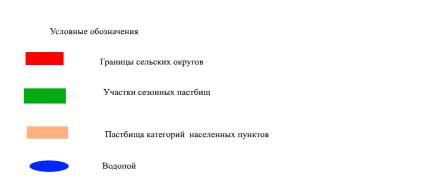 Условные обозначения
Границы сельских округов
Участки сезонных пастбищ
Пастбища категорий населенных пунктов
Водопой